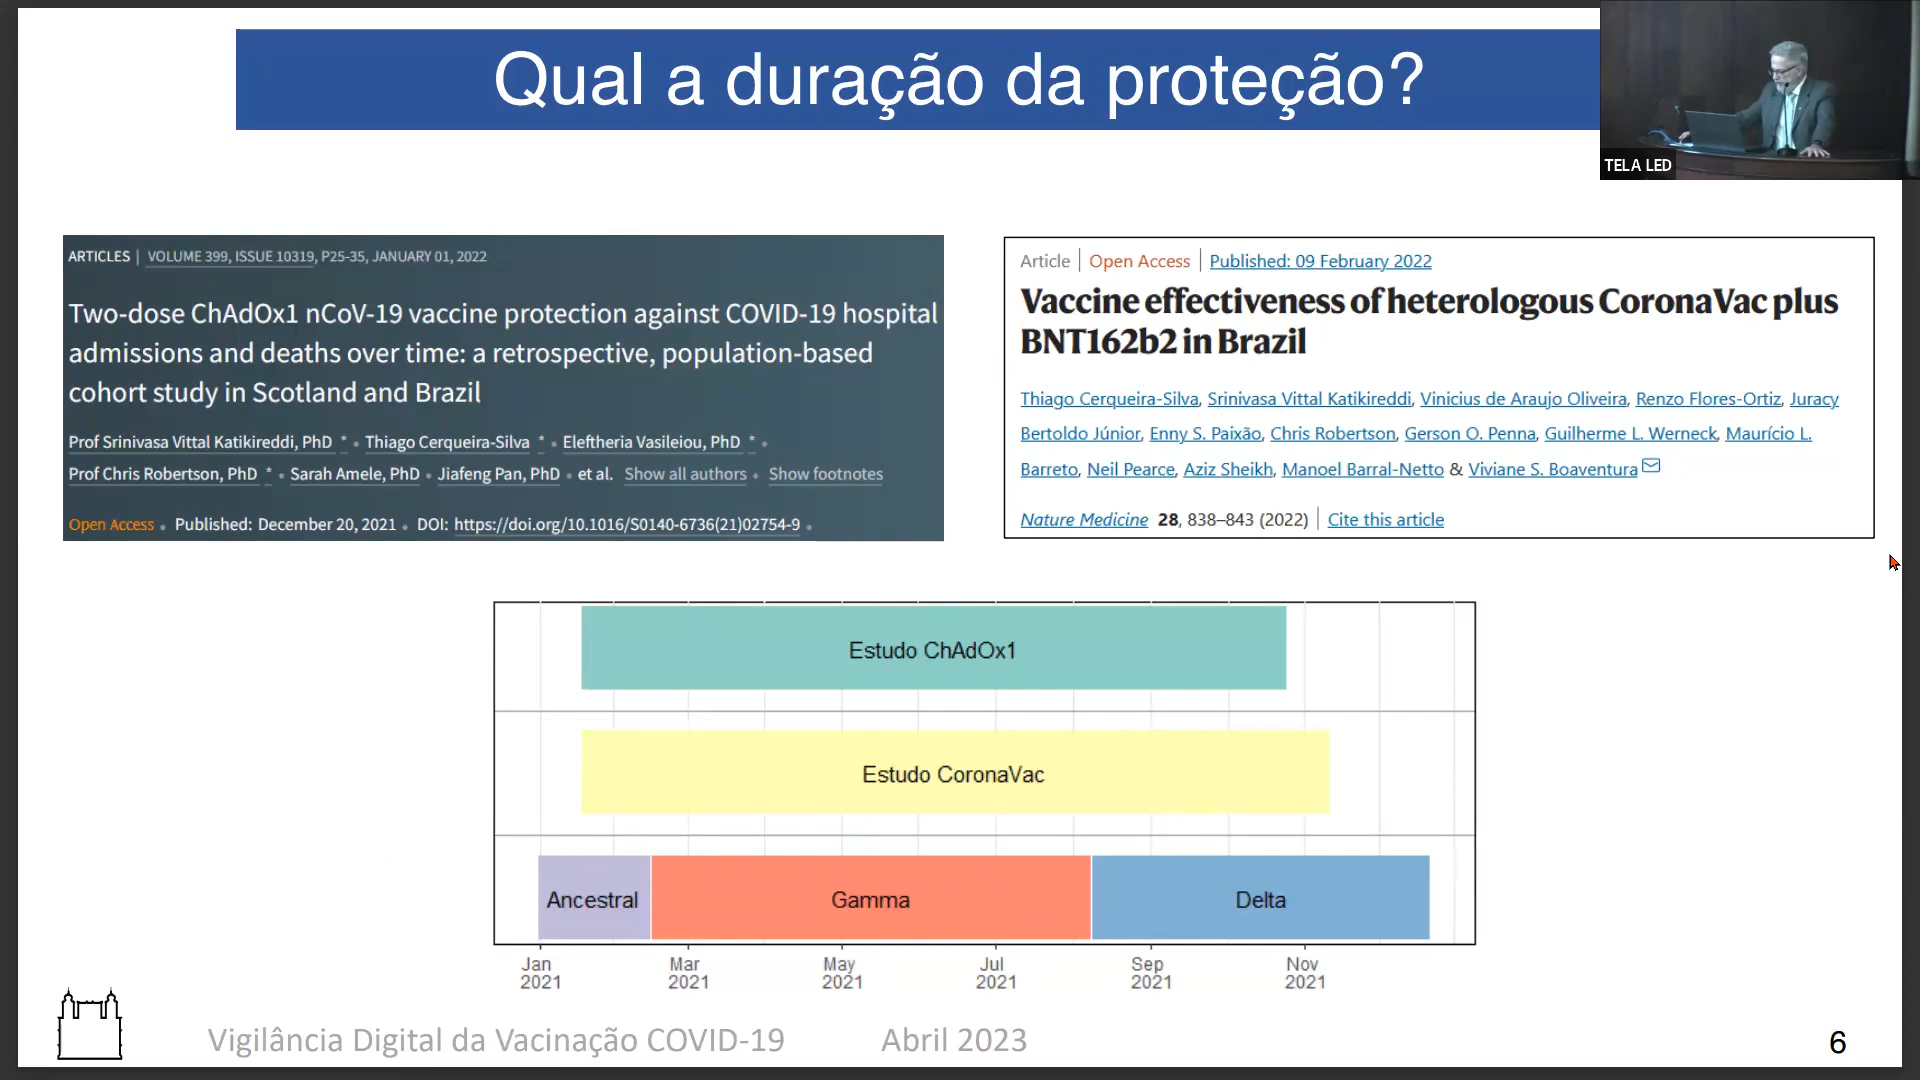 Qual a duração da proteção?
TELA LED
ARTICLES | VOLUME 399, ISSUE 10319, P25-35, JANUARY 01, 2022
Two-dose ChAdOx1 nCoV-19 vaccine protection against COVID-19 hospital
admissions and deaths over time: a retrospective, population-based
cohort study in Scotland and Brazil
Prof Srinivasa Vittal Katikireddi, PhD * • Thiago Cerqueira-Silva * • Eleftheria Vasileiou, PhD * •
Prof Chris Robertson, PhD * • Sarah Amele, PhD • Jiafeng Pan, PhD • et al. Show all authors • Show footnotes
Open Access • Published: December 20, 2021 • DOI: https://doi.org/10.1016/S0140-6736(21)02754-9 •
Article | Open Access | Published: 09 February 2022
Vaccine effectiveness of heterologous CoronaVac plus
BNT162b2 in Brazil
Thiago Cerqueira-Silva, Srinivasa Vittal Katikireddi, Vinicius de Araujo Oliveira, Renzo Flores-Ortiz, Juracy
Bertoldo Júnior, Enny S. Paixão, Chris Robertson, Gerson O. Penna, Guilherme L. Werneck, Maurício L.
Barreto, Neil Pearce, Aziz Sheikh, Manoel Barral-Netto & Viviane S. Boaventura
Nature Medicine 28, 838–843 (2022) | Cite this article
Estudo ChAdOx1
Estudo CoronaVac
Ancestral Gamma Delta
Jan Mar May Jul Sep Nov
2021 2021 2021 2021 2021 2021
Vigilância Digital da Vacinação COVID-19 Abril 2023
6